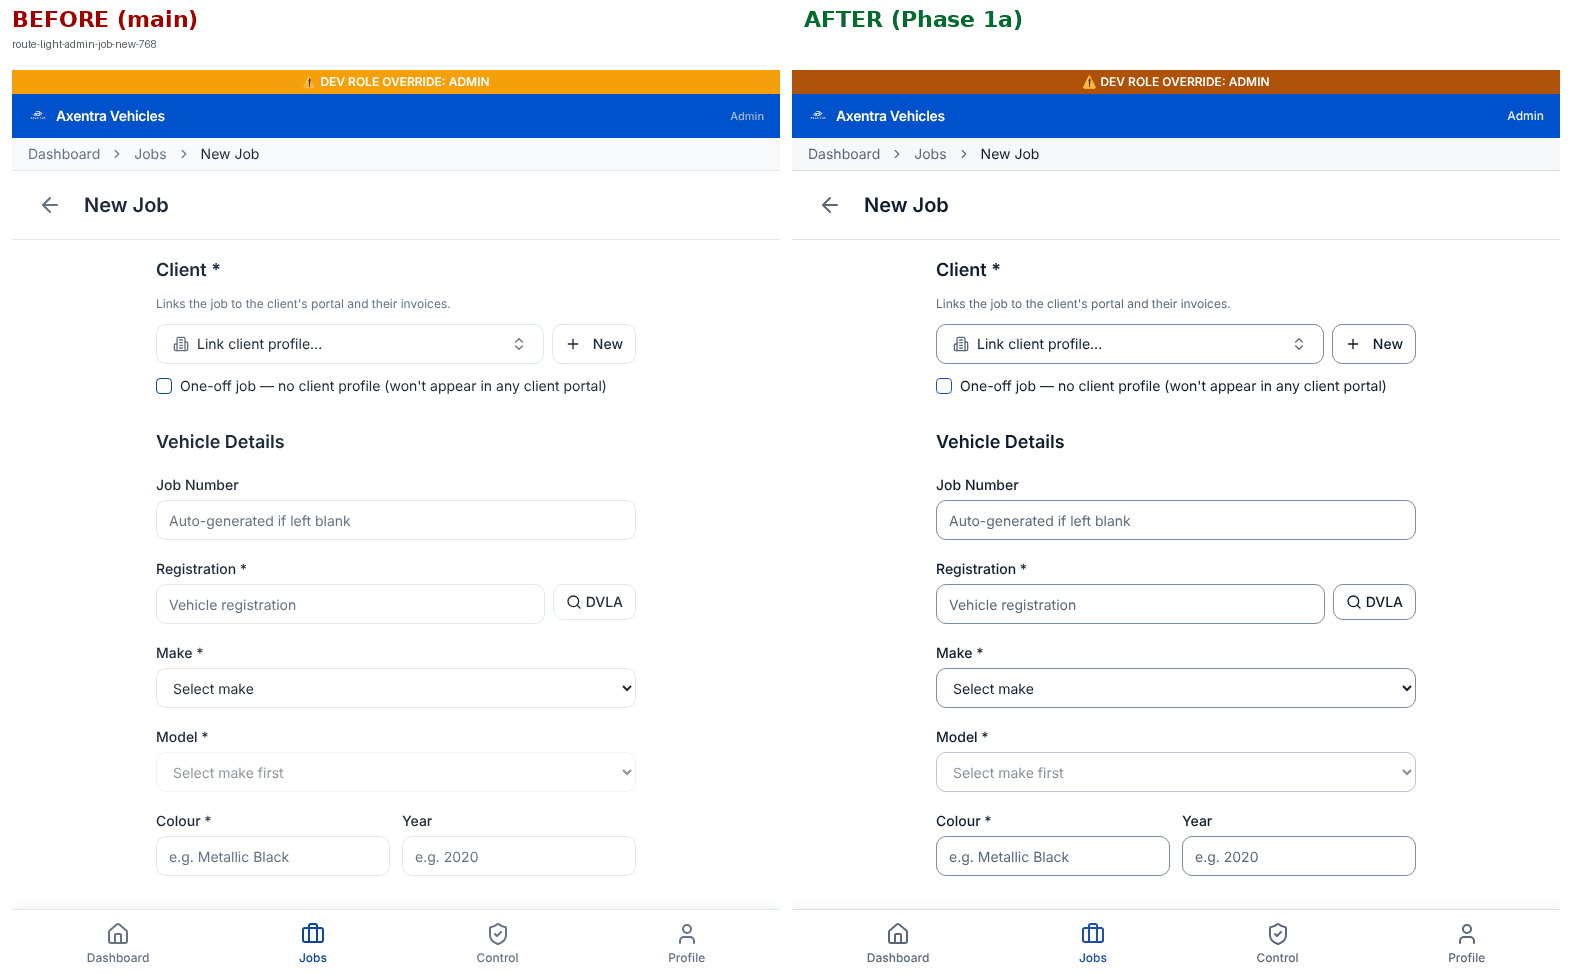 BEFORE (main)
route-light-admin-job-new-768
⚠️ DEV ROLE OVERRIDE: ADMIN
Axentra Vehicles
Admin
Dashboard > Jobs > New Job
New Job
Client *
Links the job to the client's portal and their invoices.
Link client profile...
New
One-off job — no client profile (won't appear in any client portal)
Vehicle Details
Job Number
Auto-generated if left blank
Registration *
Vehicle registration
DVLA
Make *
Select make
Model *
Select make first
Colour * Year
e.g. Metallic Black e.g. 2020
Dashboard Jobs Control Profile
AFTER (Phase 1a)
⚠️ DEV ROLE OVERRIDE: ADMIN
Axentra Vehicles
Admin
Dashboard > Jobs > New Job
New Job
Client *
Links the job to the client's portal and their invoices.
Link client profile...
New
One-off job — no client profile (won't appear in any client portal)
Vehicle Details
Job Number
Auto-generated if left blank
Registration *
Vehicle registration
DVLA
Make *
Select make
Model *
Select make first
Colour * Year
e.g. Metallic Black e.g. 2020
Dashboard Jobs Control Profile